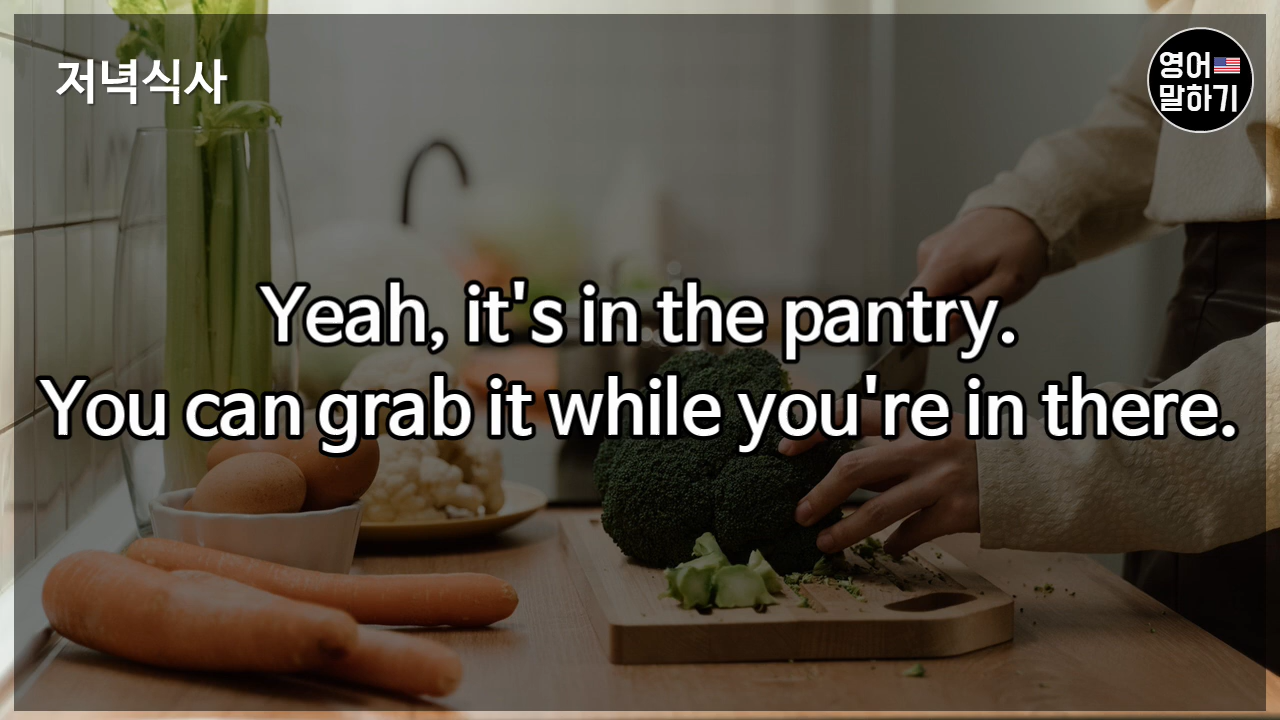 저녁식사
영어
말하기
Yeah, it's in the pantry.
You can grab it while you're in there.